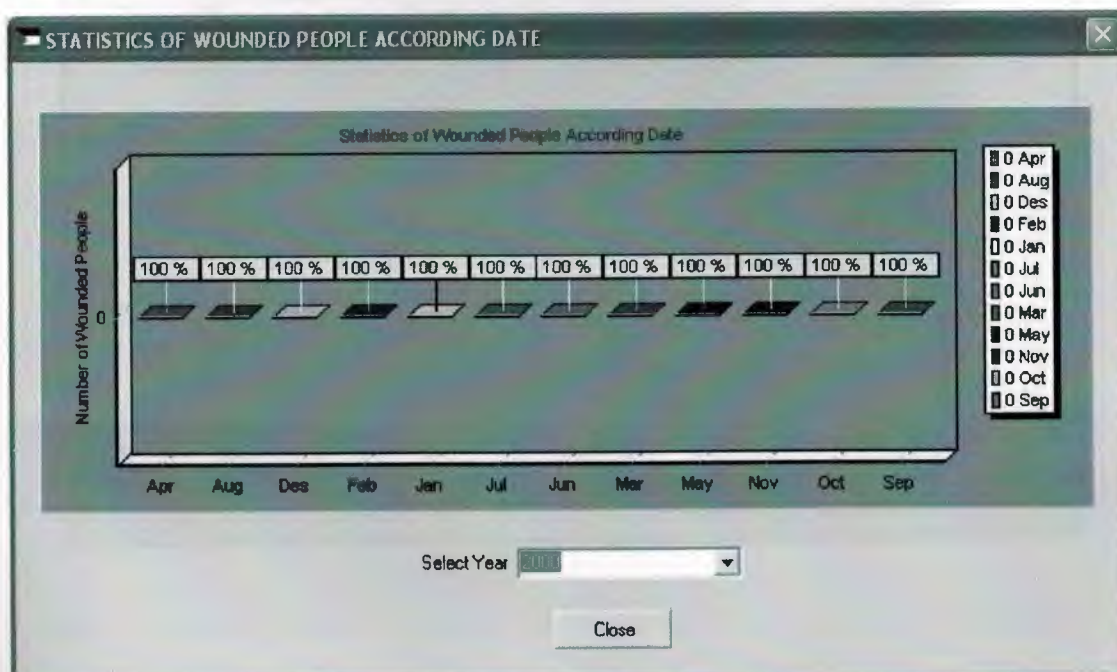 STATISTICS OF WOUNDED PEOPLE ACCORDING DATE
Statistics of Wounded People According Date
Number of Wounded People
0
100 % 100 % 100 % 100 % 100 % 100 % 100 % 100 % 100 % 100 % 100 % 100 %
Apr Aug Des Feb Jan Jul Jun Mar May Nov Oct Sep
0 Apr
0 Aug
0 Des
0 Feb
0 Jan
0 Jul
0 Jun
0 Mar
0 May
0 Nov
0 Oct
0 Sep
Select Year 2000
Close